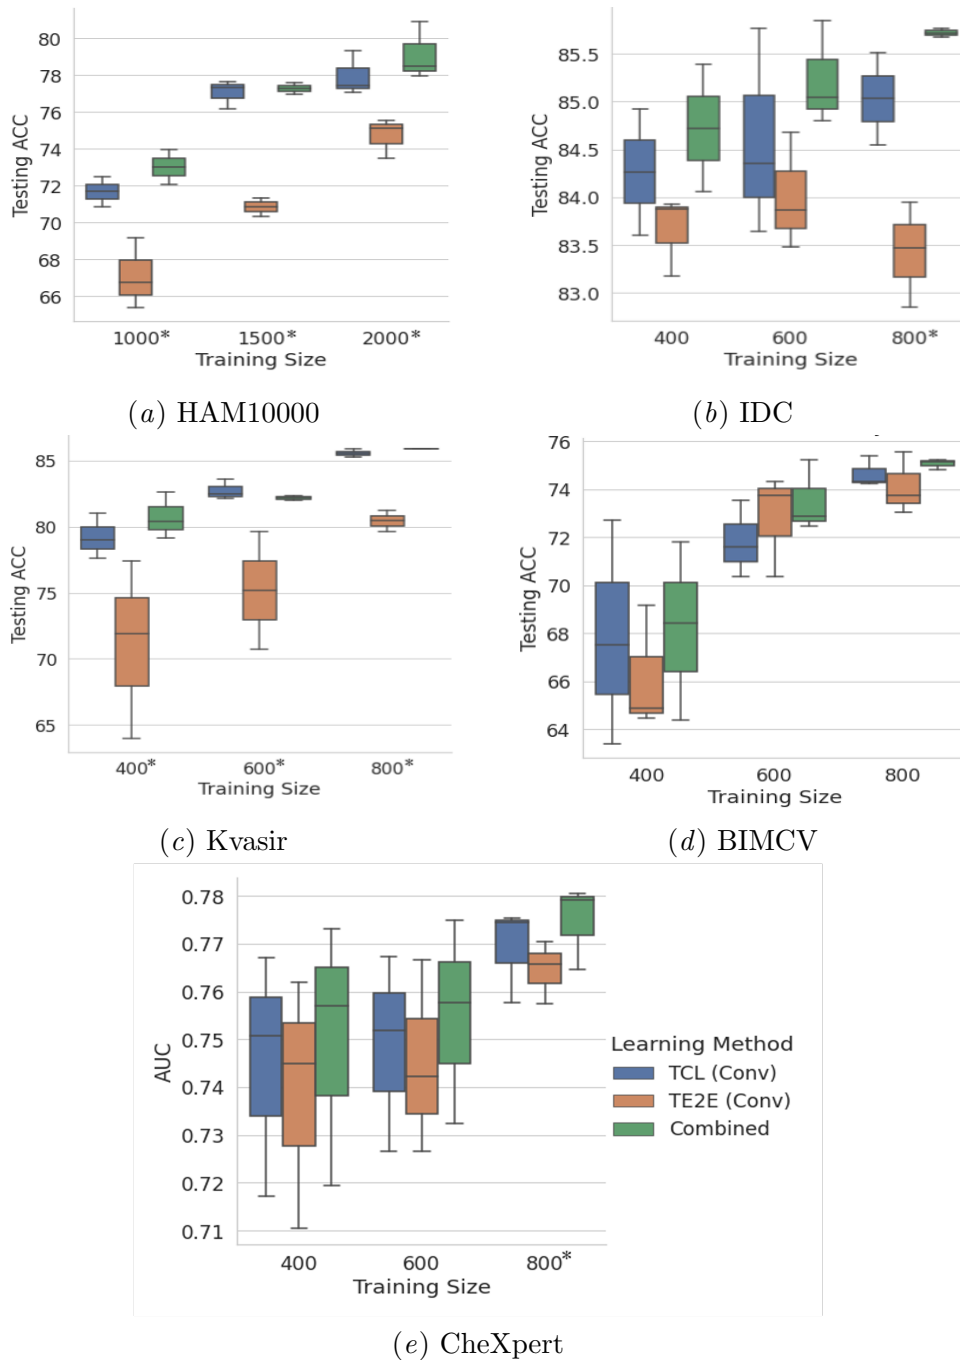 80
78
76
74
72
70
68
66
Testing ACC
1000* 1500* 2000*
Training Size
(a) HAM10000
85.5
85.0
84.5
84.0
83.5
83.0
Testing ACC
400 600 800*
Training Size
(b) IDC
85
80
75
70
65
Testing ACC
400* 600* 800*
Training Size
(c) Kvasir
76
74
72
70
68
66
64
Testing ACC
400 600 800
Training Size
(d) BIMCV
0.78
0.77
0.76
0.75
0.74
0.73
0.72
0.71
AUC
400 600 800*
Training Size
Learning Method
TCL (Conv)
TE2E (Conv)
Combined
(e) CheXpert